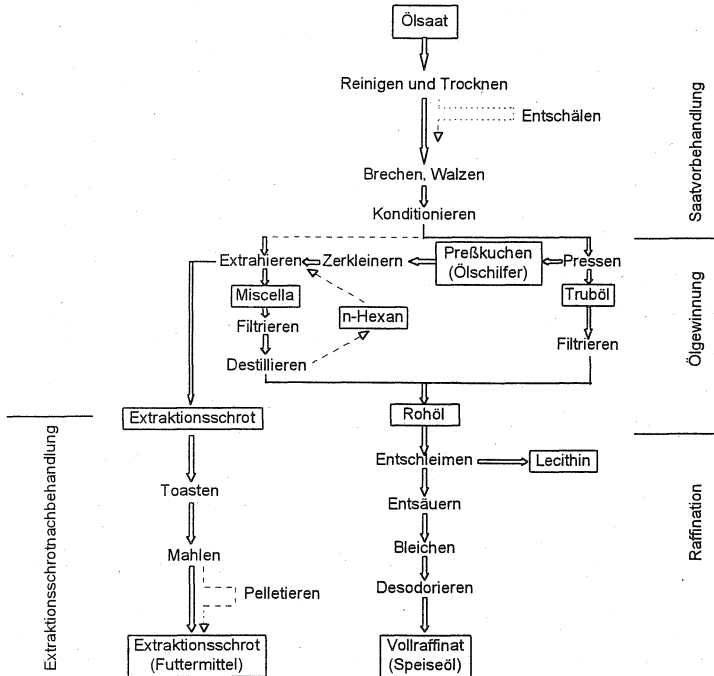 Ölsaat
Reinigen und Trocknen
Entschälen
Brechen, Walzen
Konditionieren
Saatvorbehandlung
Extrahieren
Zerkleinern
Preßkuchen
(Ölschilfer)
Pressen
Miscella
n-Hexan
Truböl
Filtrieren
Filtrieren
Destillieren
Ölgewinnung
Extraktionsschrot
Rohöl
Entschleimen
Lecithin
Toasten
Entsäuern
Bleichen
Mahlen
Desodorieren
Pelletieren
Extraktionsschrot
(Futtermittel)
Vollraffinat
(Speiseöl)
Extraktionsschrotnachbehandlung
Raffination